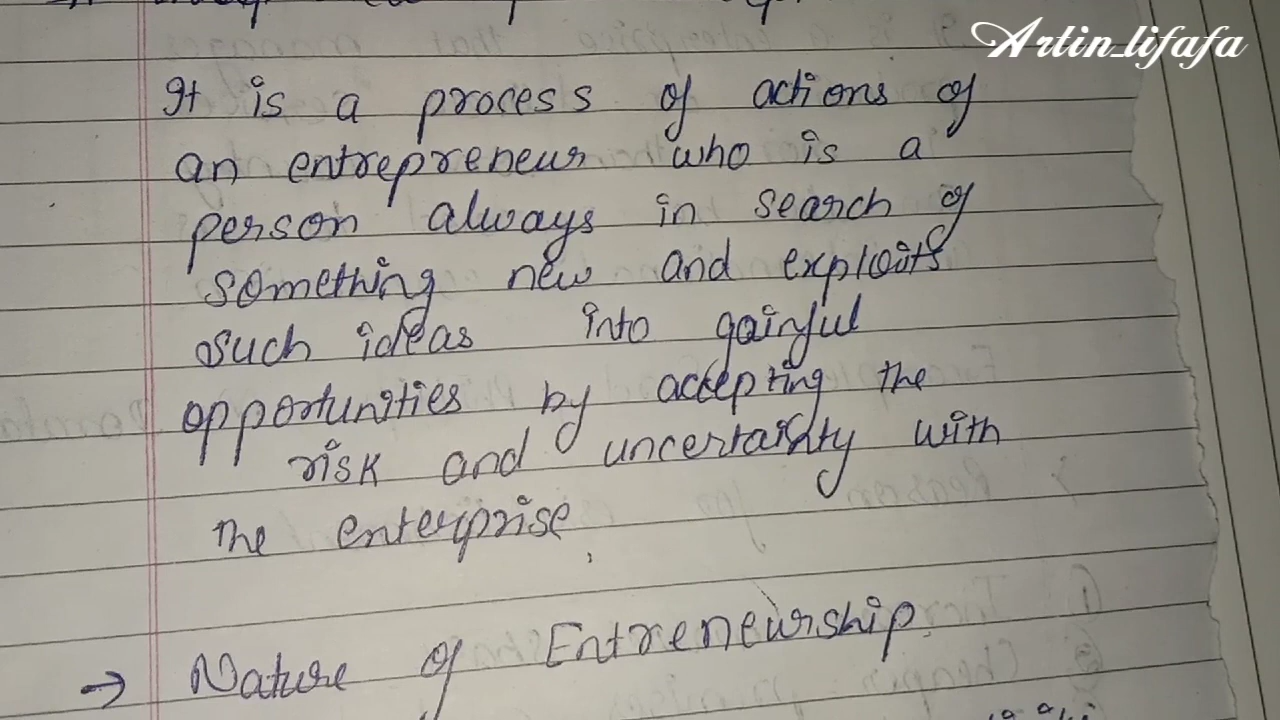 Artin_lifafa
It is a process of actions of
an entrepreneur who is a
person always in search of
something new and exploits
such ideas into gainful
opportunities by accepting the
risk and uncertainty with
the enterprise
→ Nature of Entreneurship